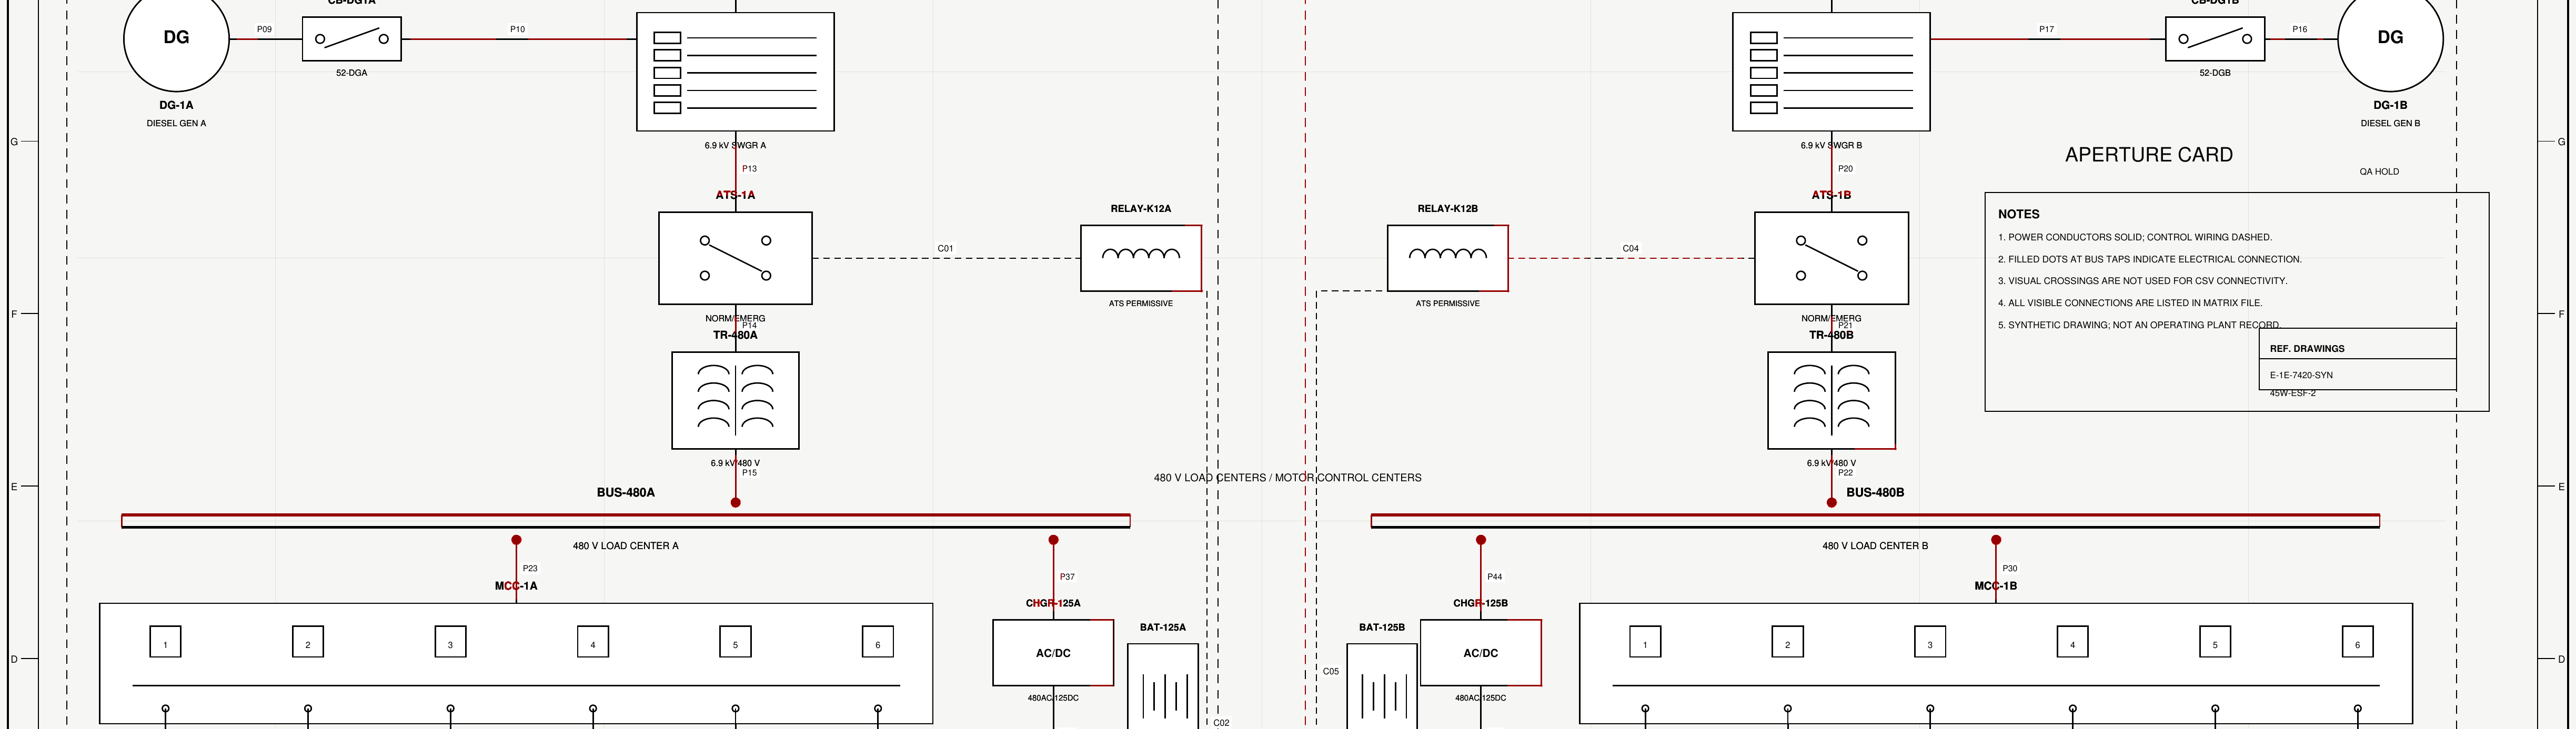 CB-DG1A
CB-DG1B
DG
P09
P10
P17
P16
DG
52-DGA
52-DGB
DG-1A
DG-1B
DIESEL GEN A
DIESEL GEN B
G
G
6.9 kV SWGR A
6.9 kV SWGR B
APERTURE CARD
P13
P20
QA HOLD
ATS-1A
ATS-1B
RELAY-K12A
RELAY-K12B
NOTES
1. POWER CONDUCTORS SOLID; CONTROL WIRING DASHED.
2. FILLED DOTS AT BUS TAPS INDICATE ELECTRICAL CONNECTION.
3. VISUAL CROSSINGS ARE NOT USED FOR CSV CONNECTIVITY.
4. ALL VISIBLE CONNECTIONS ARE LISTED IN MATRIX FILE.
5. SYNTHETIC DRAWING; NOT AN OPERATING PLANT RECORD.
C01
C04
ATS PERMISSIVE
ATS PERMISSIVE
F
F
NORM/EMERG
NORM/EMERG
P14
P21
TR-480A
TR-480B
REF. DRAWINGS
E-1E-7420-SYN
45W-ESF-2
6.9 kV/480 V
6.9 kV/480 V
P15
P22
480 V LOAD CENTERS / MOTOR CONTROL CENTERS
E
E
BUS-480A
BUS-480B
480 V LOAD CENTER A
480 V LOAD CENTER B
P23
P37
P44
P30
MCC-1A
MCC-1B
CHGR-125A
CHGR-125B
BAT-125A
BAT-125B
1 2 3 4 5 6
1 2 3 4 5 6
AC/DC
AC/DC
D
D
C05
480AC/125DC
480AC/125DC
C02